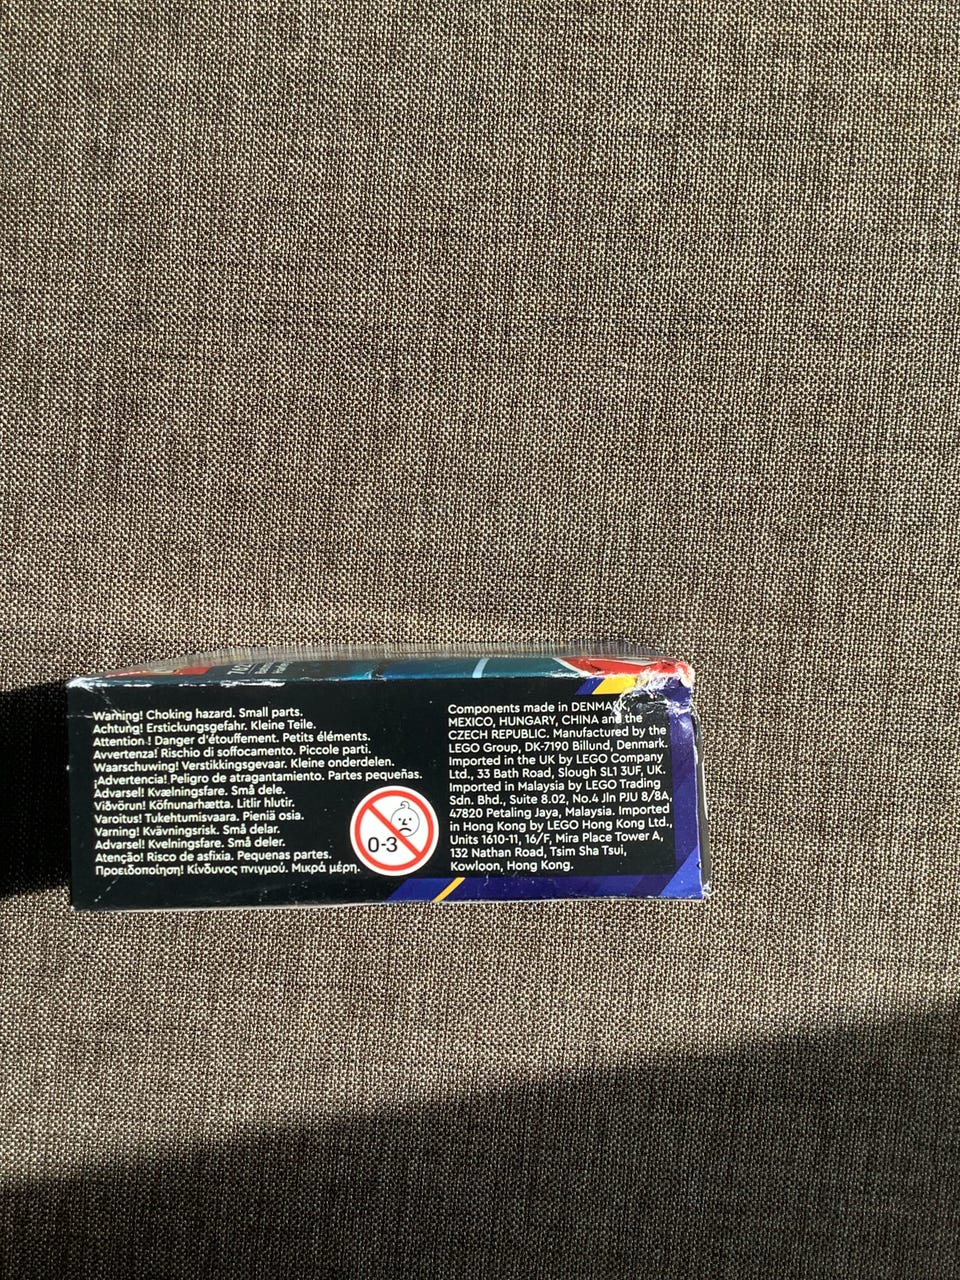 Warning! Choking hazard. Small parts.
Achtung! Erstickungsgefahr. Kleine Teile.
Attention ! Danger d'étouffement. Petits éléments.
Avvertenza! Rischio di soffocamento. Piccole parti.
Waarschuwing! Verstikkingsgevaar. Kleine onderdelen.
¡Advertencia! Peligro de atragantamiento. Partes pequeñas.
Advarsel! Kvælningsfare. Små dele.
Viðvörun! Köfnunarhætta. Litlir hlutir.
Varoitus! Tukehtumisvaara. Pieniä osia.
Varning! Kvävningsrisk. Små delar.
Advarsel! Kvelningsfare. Små deler.
Atenção! Risco de asfixia. Pequenas partes.
Προειδοποίηση! Κίνδυνος πνιγμού. Μικρά μέρη.
0-3
Components made in DENMARK,
MEXICO, HUNGARY, CHINA and the
CZECH REPUBLIC. Manufactured by the
LEGO Group, DK-7190 Billund, Denmark.
Imported in the UK by LEGO Company
Ltd., 33 Bath Road, Slough SL1 3UF, UK.
Imported in Malaysia by LEGO Trading
Sdn. Bhd., Suite 8.02, No.4 Jln PJU 8/8A,
47820 Petaling Jaya, Malaysia. Imported
in Hong Kong by LEGO Hong Kong Ltd.,
Units 1610-11, 16/F, Mira Place Tower A,
132 Nathan Road, Tsim Sha Tsui,
Kowloon, Hong Kong.